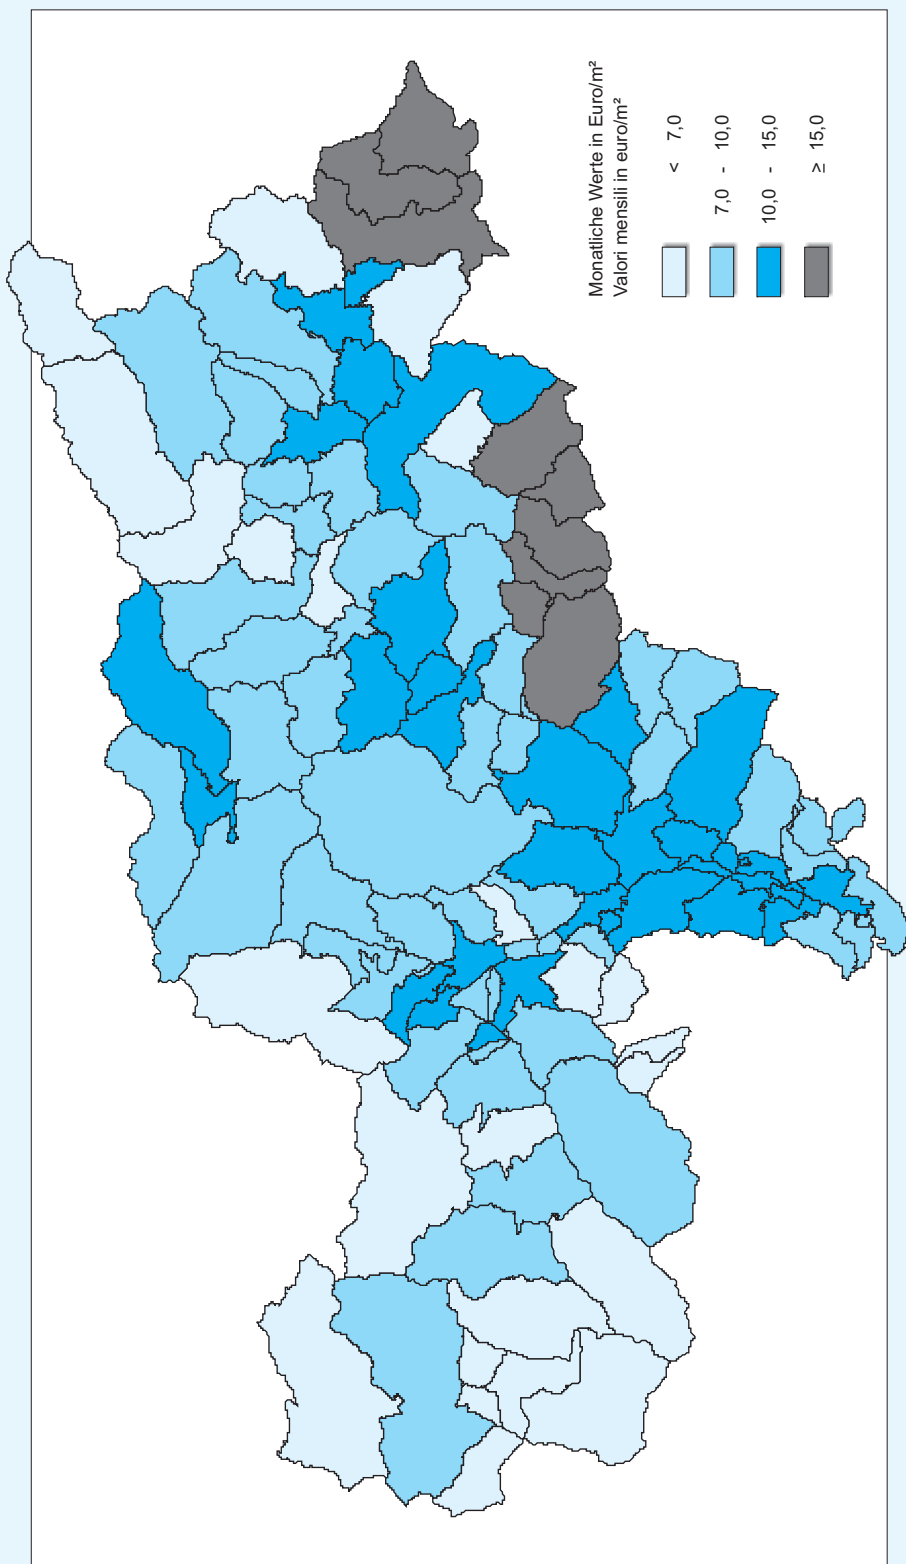 Monatliche Werte in Euro/m²
Valori mensili in euro/m²
< 7,0
7,0 - 10,0
10,0 - 15,0
≥ 15,0